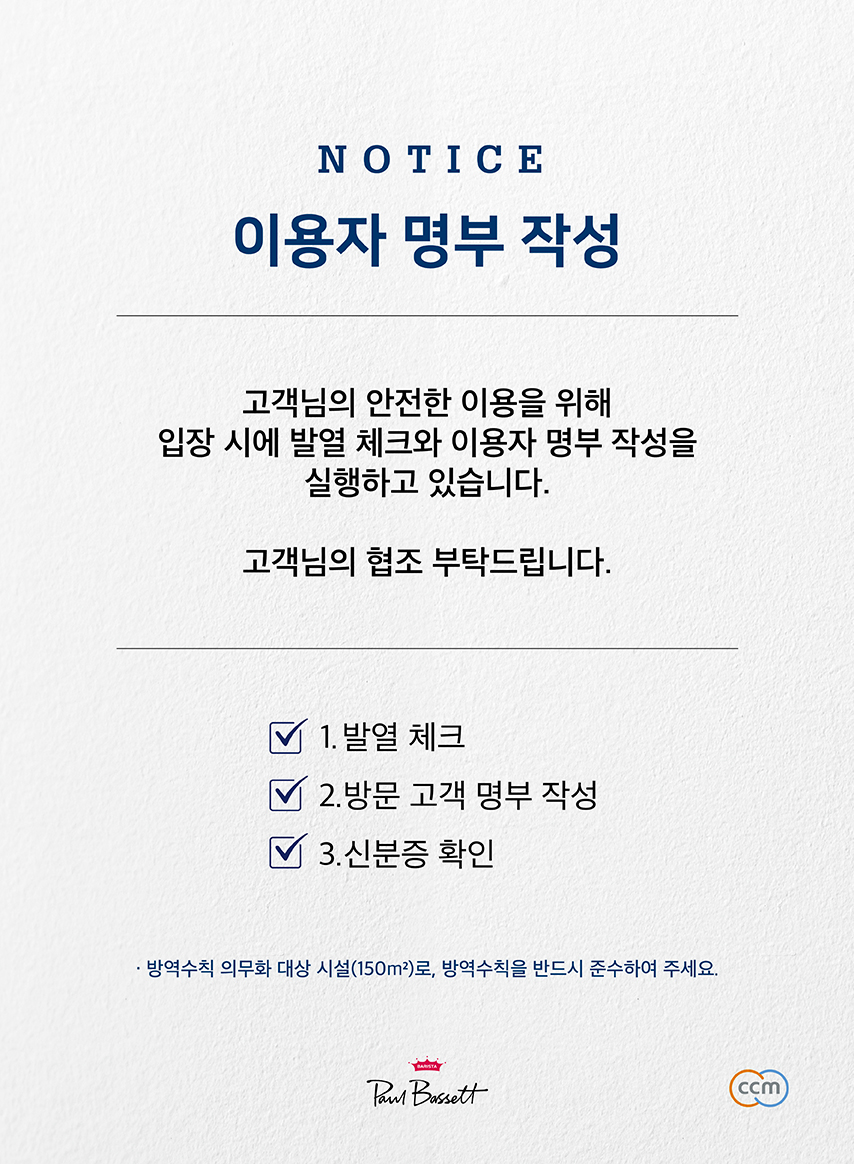 NOTICE
이용자 명부 작성
고객님의 안전한 이용을 위해
입장 시에 발열 체크와 이용자 명부 작성을
실행하고 있습니다.
고객님의 협조 부탁드립니다.
1.발열 체크
2.방문 고객 명부 작성
3.신분증 확인
· 방역수칙 의무화 대상 시설(150m²)로, 방역수칙을 반드시 준수하여 주세요.
BARISTA
Paul Bassett
ccm